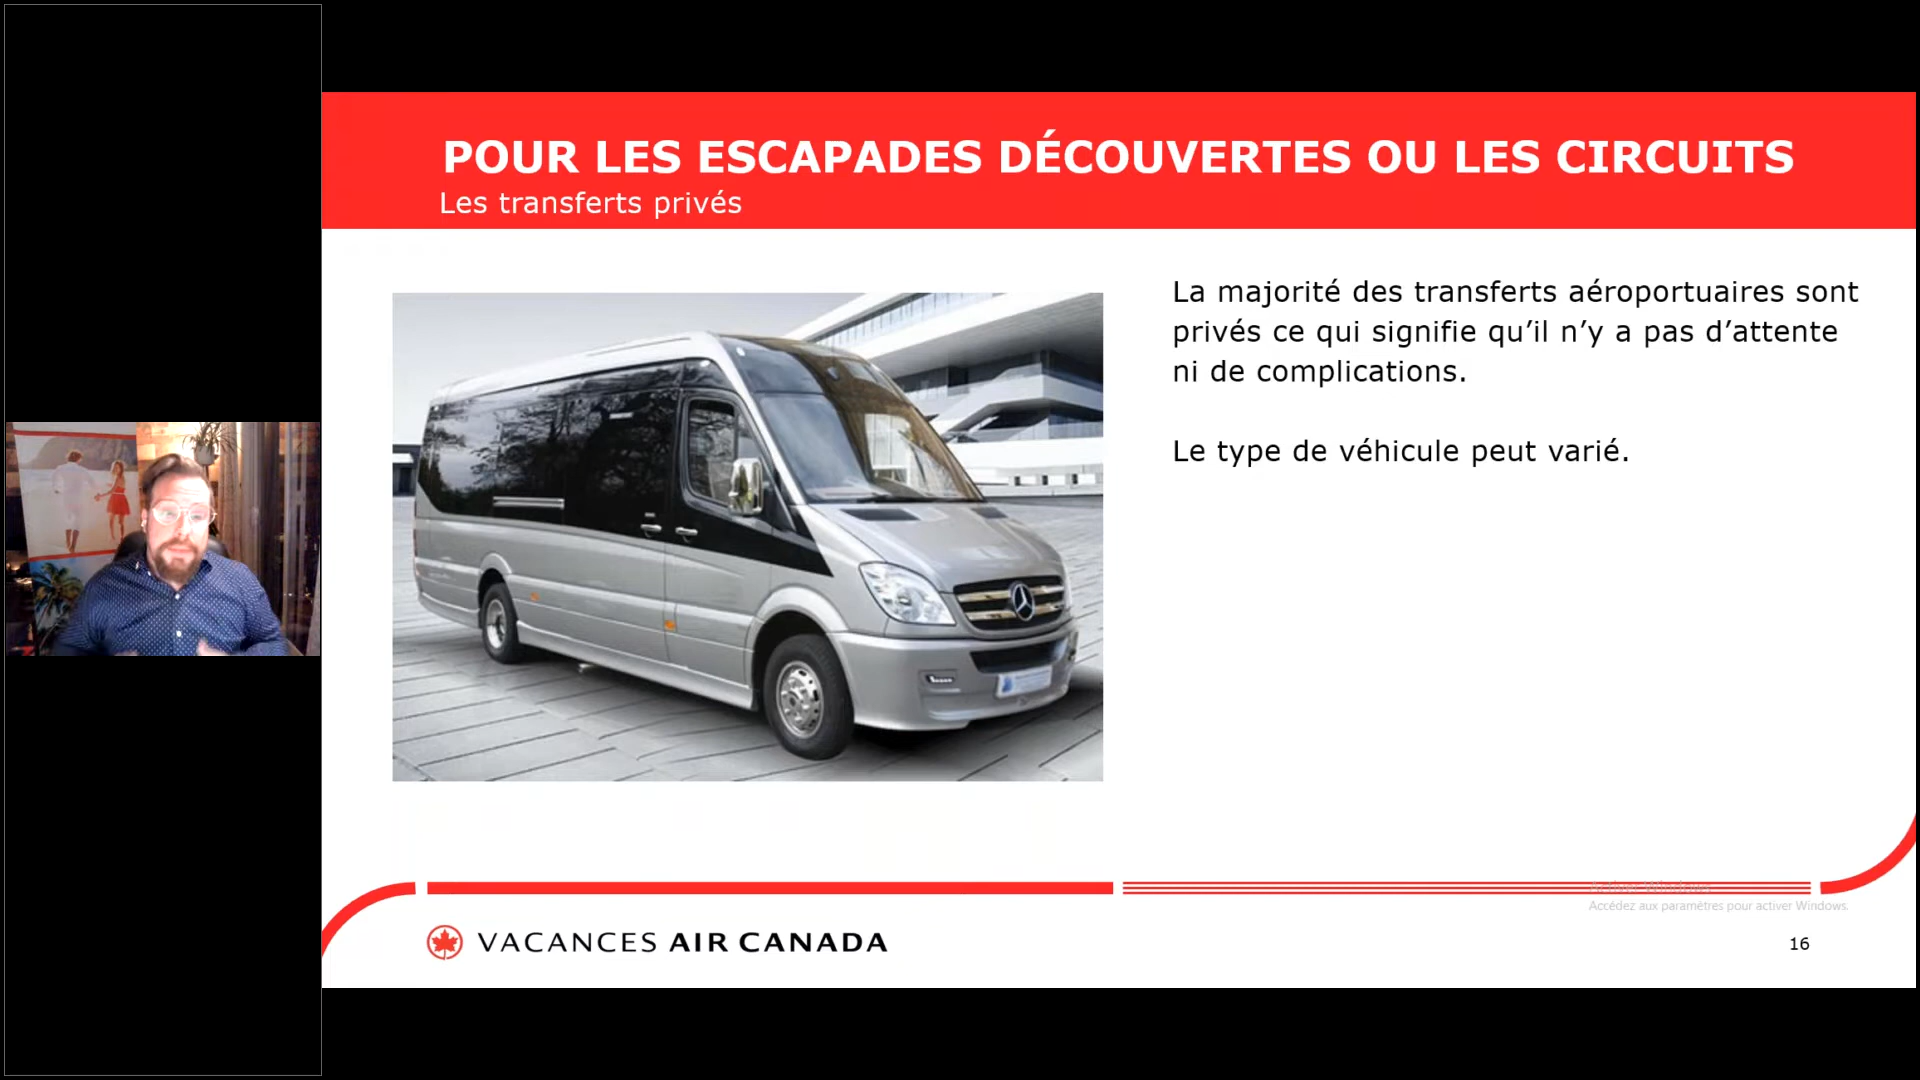 POUR LES ESCAPADES DÉCOUVERTES OU LES CIRCUITS
Les transferts privés
La majorité des transferts aéroportuaires sont
privés ce qui signifie qu’il n’y a pas d’attente
ni de complications.
Le type de véhicule peut varié.
Activer Windows
Accédez aux paramètres pour activer Windows.
VACANCES AIR CANADA
16